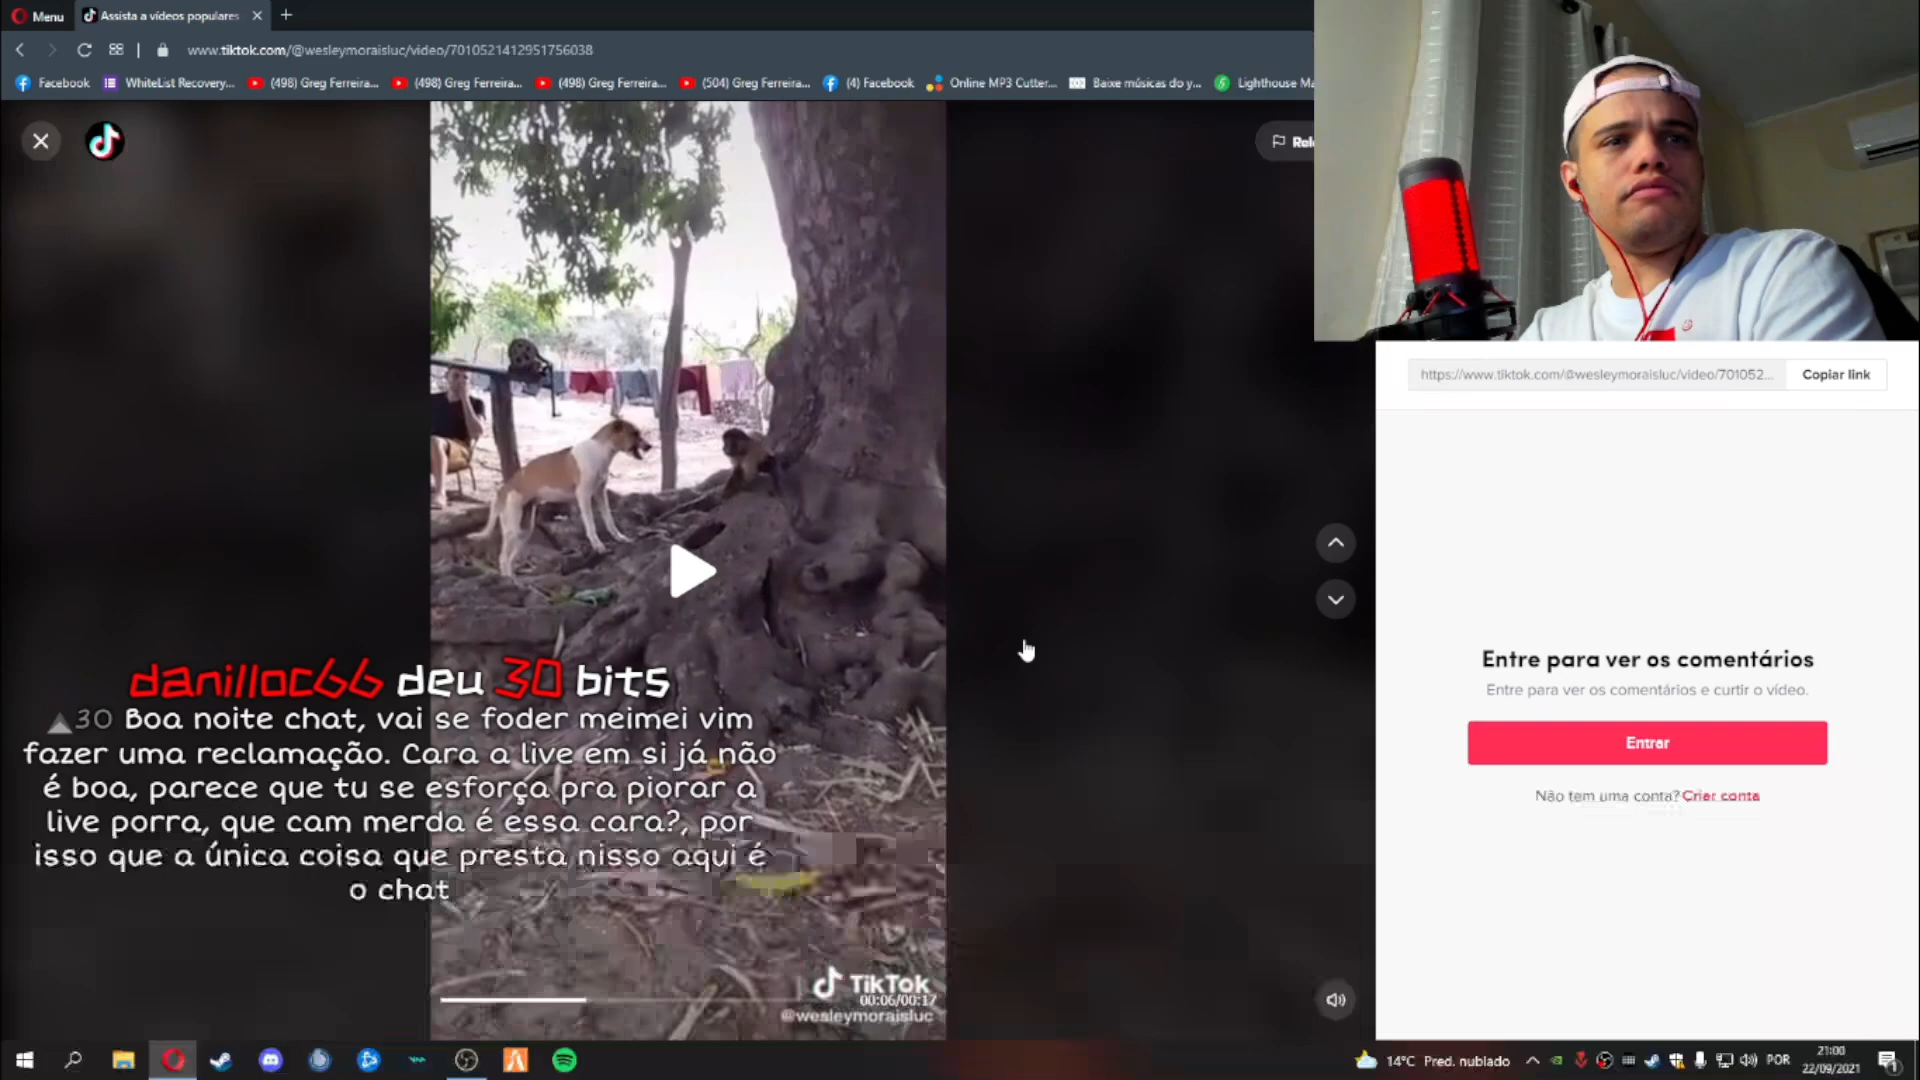 Menu
Assista a vídeos populares
www.tiktok.com/@wesleymoraisluc/video/7010521412951756038
Facebook
WhiteList Recovery...
(498) Greg Ferreira...
(498) Greg Ferreira...
(498) Greg Ferreira...
(504) Greg Ferreira...
(4) Facebook
Online MP3 Cutter...
Baixe músicas do y...
Lighthouse Ma
Rel
https://www.tiktok.com/@wesleymoraisluc/video/701052...
Copiar link
danilloc66 deu 30 bits
30 Boa noite chat, vai se foder meimei vim
fazer uma reclamação. Cara a live em si já não
é boa, parece que tu se esforça pra piorar a
live porra, que cam merda é essa cara?, por
isso que a única coisa que presta nisso aqui é
o chat
Entre para ver os comentários
Entre para ver os comentários e curtir o vídeo.
Entrar
Não tem uma conta? Criar conta
TikTok
00:06/00:17
@wesleymoraisluc
14°C Pred. nublado
POR
21:00
22/09/2021
1